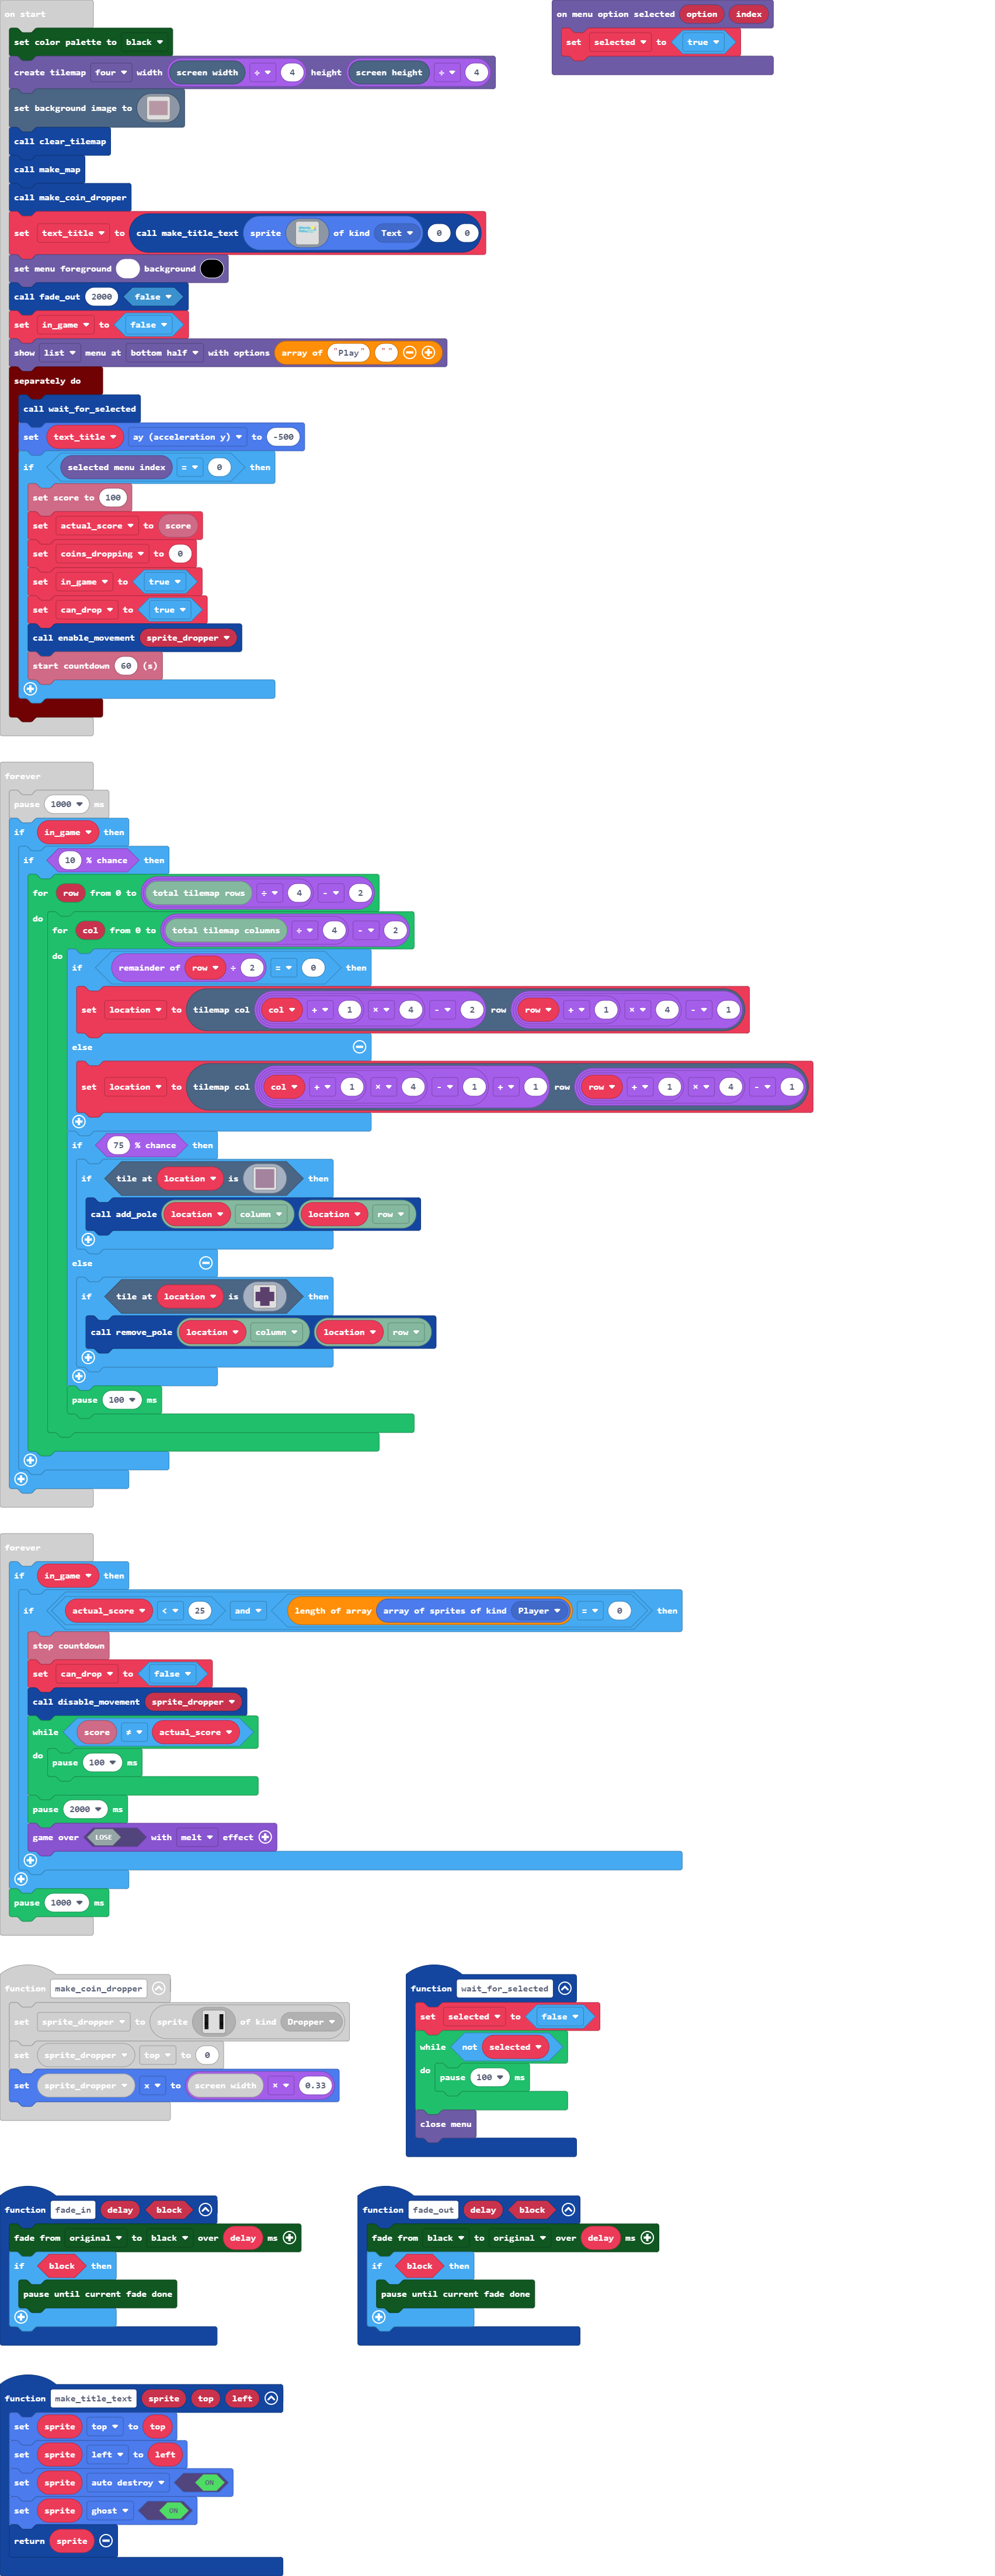 on start
set color palette to black
create tilemap four width screen width ÷ 4 height screen height ÷ 4
set background image to
call clear_tilemap
call make_map
call make_coin_dropper
set text_title to call make_title_text sprite of kind Text 0 0
set menu foreground background
call fade_out 2000 false
set in_game to false
show list menu at bottom half with options array of "Play" " "
separately do
call wait_for_selected
set text_title ay (acceleration y) to -500
if selected menu index = 0 then
set score to 100
set actual_score to score
set coins_dropping to 0
set in_game to true
set can_drop to true
call enable_movement sprite_dropper
start countdown 60 (s)
on menu option selected option index
set selected to true
forever
pause 1000 ms
if in_game then
if 10 % chance then
for row from 0 to total tilemap rows ÷ 4 - 2
do
for col from 0 to total tilemap columns ÷ 4 - 2
do
if remainder of row ÷ 2 = 0 then
set location to tilemap col col + 1 × 4 - 2 row row + 1 × 4 - 1
else
set location to tilemap col col + 1 × 4 - 1 + 1 row row + 1 × 4 - 1
if 75 % chance then
if tile at location is then
call add_pole location column location row
else
if tile at location is then
call remove_pole location column location row
pause 100 ms
forever
if in_game then
if actual_score < 25 and length of array array of sprites of kind Player = 0 then
stop countdown
set can_drop to false
call disable_movement sprite_dropper
while score ≠ actual_score
do pause 100 ms
pause 2000 ms
game over LOSE with melt effect
pause 1000 ms
function make_coin_dropper
set sprite_dropper to sprite of kind Dropper
set sprite_dropper top to 0
set sprite_dropper x to screen width × 0.33
function wait_for_selected
set selected to false
while not selected
do pause 100 ms
close menu
function fade_in delay block
fade from original to black over delay ms
if block then
pause until current fade done
function fade_out delay block
fade from black to original over delay ms
if block then
pause until current fade done
function make_title_text sprite top left
set sprite top to top
set sprite left to left
set sprite auto destroy ON
set sprite ghost ON
return sprite